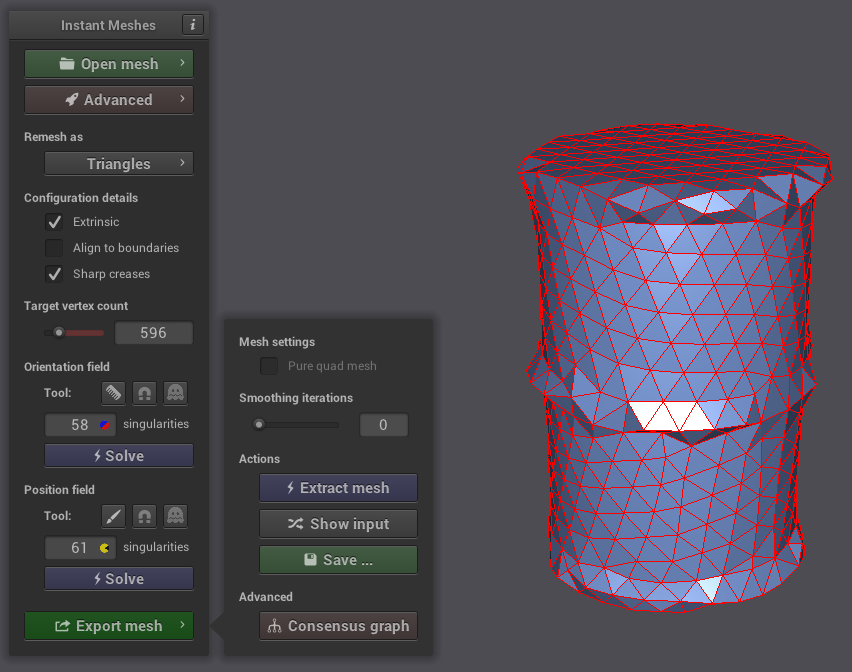 Instant Meshes
i
Open mesh
Advanced
Remesh as
Triangles
Configuration details
Extrinsic
Align to boundaries
Sharp creases
Target vertex count
596
Orientation field
Tool:
58 singularities
Solve
Position field
Tool:
61 singularities
Solve
Export mesh
Mesh settings
Pure quad mesh
Smoothing iterations
0
Actions
Extract mesh
Show input
Save ...
Advanced
Consensus graph